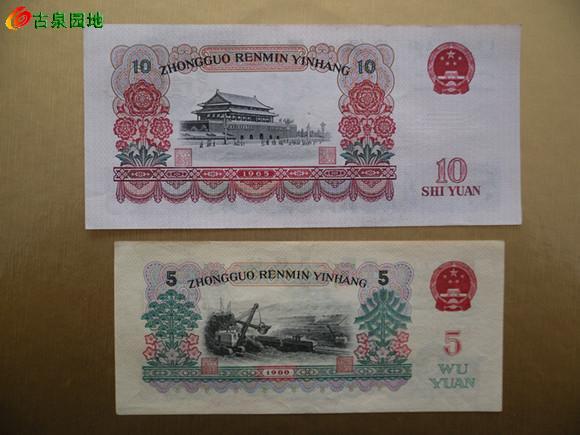 古泉园地
10 ZHONGGUO RENMIN YINHANG 10
1965
10
SHI YUAN
5 ZHONGGUO RENMIN YINHANG 5
1960
5
WU
YUAN